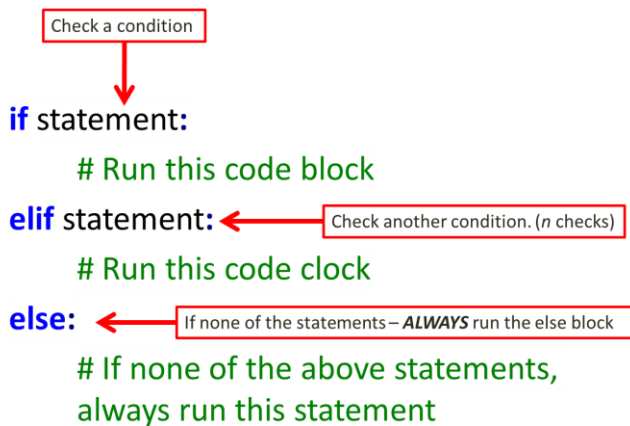 Check a condition
if statement:
# Run this code block
elif statement:
Check another condition. (n checks)
# Run this code clock
else:
If none of the statements – ALWAYS run the else block
# If none of the above statements,
always run this statement